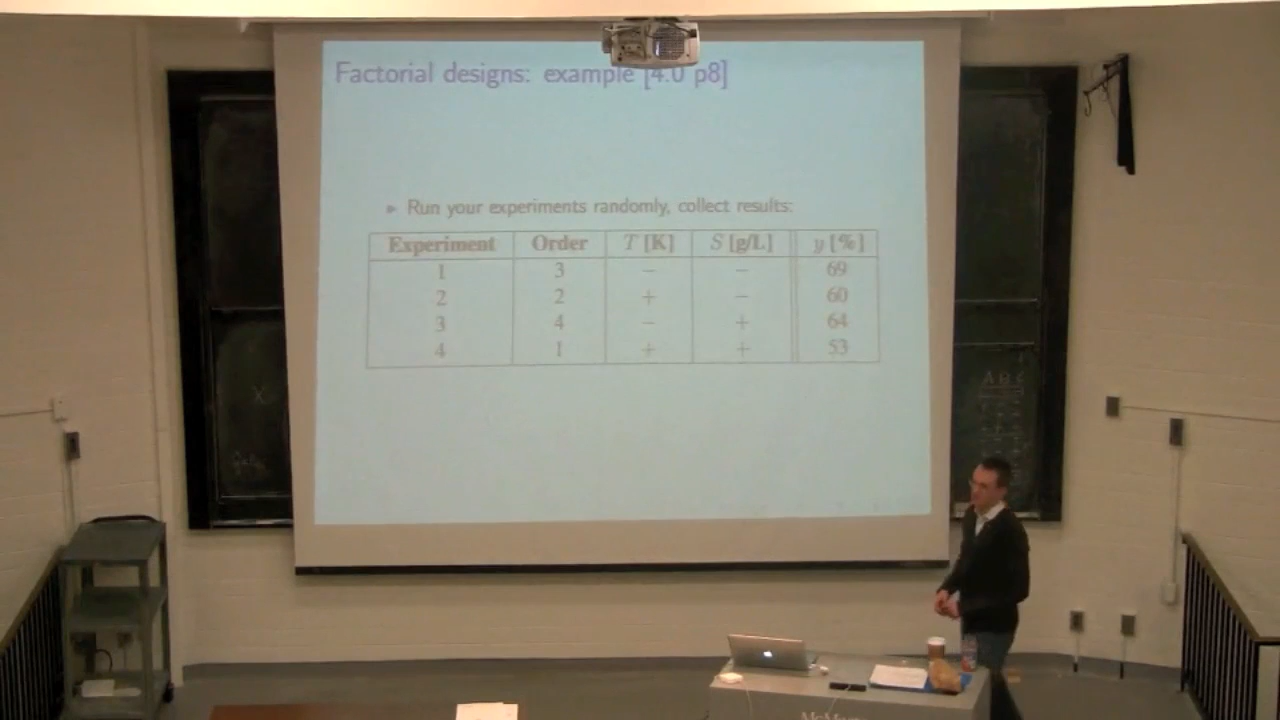 Factorial designs: example [4.0 p8]
► Run your experiments randomly, collect results:
Experiment Order T [K] S [g/L] y [%]
1 3 − − 69
2 2 + − 60
3 4 − + 64
4 1 + + 53
A B C
X